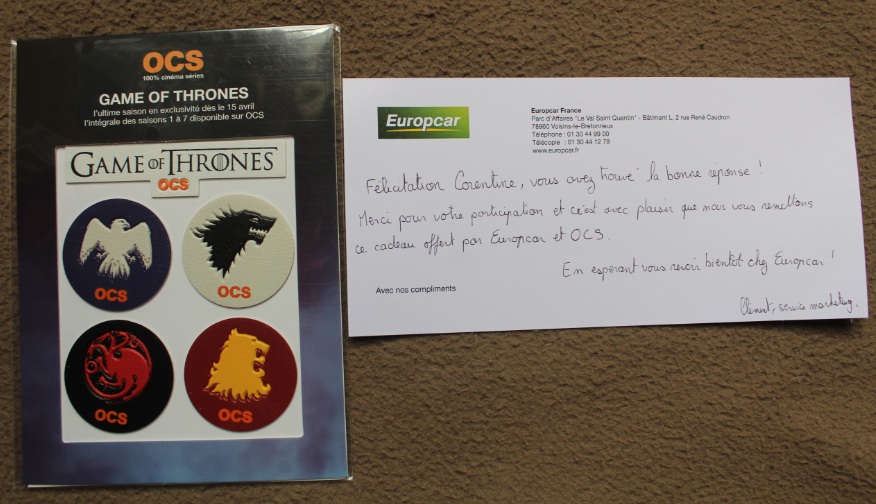 OCS
100% cinéma séries
GAME OF THRONES
l'ultime saison en exclusivité dès le 15 avril
l'intégrale des saisons 1 à 7 disponible sur OCS
GAME OF THRONES
OCS
OCS
OCS
OCS
OCS
Europcar
Europcar France
Parc d'Affaires "Le Val Saint Quentin" - Bâtiment L, 2 rue René Caudron
78960 Voisins-le-Bretonneux
Téléphone : 01 30 44 90 00
Télécopie : 01 30 44 12 79
www.europcar.fr
Félicitation Corentine, vous avez trouvé la bonne réponse !
Merci pour votre participation et c'est avec plaisir que nous vous remettons
ce cadeau offert par Europcar et OCS.
En espérant vous revoir bientôt chez Europcar !
Avec nos compliments
Clément, service marketing.